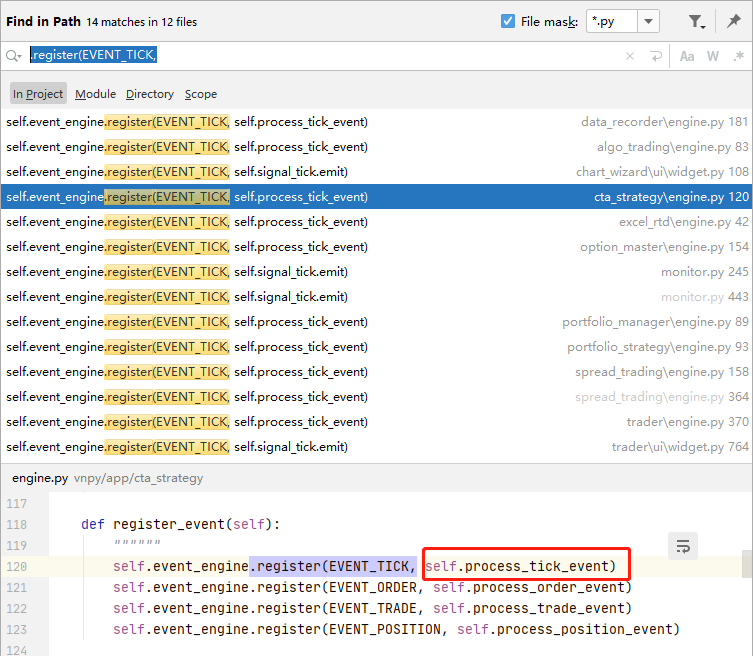 Find in Path 14 matches in 12 files File mask: *.py
.register(EVENT_TICK, Aa W .*
In Project Module Directory Scope
self.event_engine.register(EVENT_TICK, self.process_tick_event) data_recorder\engine.py 181
self.event_engine.register(EVENT_TICK, self.process_tick_event) algo_trading\engine.py 83
self.event_engine.register(EVENT_TICK, self.signal_tick.emit) chart_wizard\ui\widget.py 108
self.event_engine.register(EVENT_TICK, self.process_tick_event) cta_strategy\engine.py 120
self.event_engine.register(EVENT_TICK, self.process_tick_event) excel_rtd\engine.py 42
self.event_engine.register(EVENT_TICK, self.process_tick_event) option_master\engine.py 154
self.event_engine.register(EVENT_TICK, self.signal_tick.emit) monitor.py 245
self.event_engine.register(EVENT_TICK, self.signal_tick.emit) monitor.py 443
self.event_engine.register(EVENT_TICK, self.process_tick_event) portfolio_manager\engine.py 89
self.event_engine.register(EVENT_TICK, self.process_tick_event) portfolio_strategy\engine.py 93
self.event_engine.register(EVENT_TICK, self.process_tick_event) spread_trading\engine.py 158
self.event_engine.register(EVENT_TICK, self.process_tick_event) spread_trading\engine.py 364
self.event_engine.register(EVENT_TICK, self.process_tick_event) trader\engine.py 370
self.event_engine.register(EVENT_TICK, self.signal_tick.emit) trader\ui\widget.py 764
engine.py vnpy/app/cta_strategy
117
118 def register_event(self):
119 """"""
120 self.event_engine.register(EVENT_TICK, self.process_tick_event)
121 self.event_engine.register(EVENT_ORDER, self.process_order_event)
122 self.event_engine.register(EVENT_TRADE, self.process_trade_event)
123 self.event_engine.register(EVENT_POSITION, self.process_position_event)
124